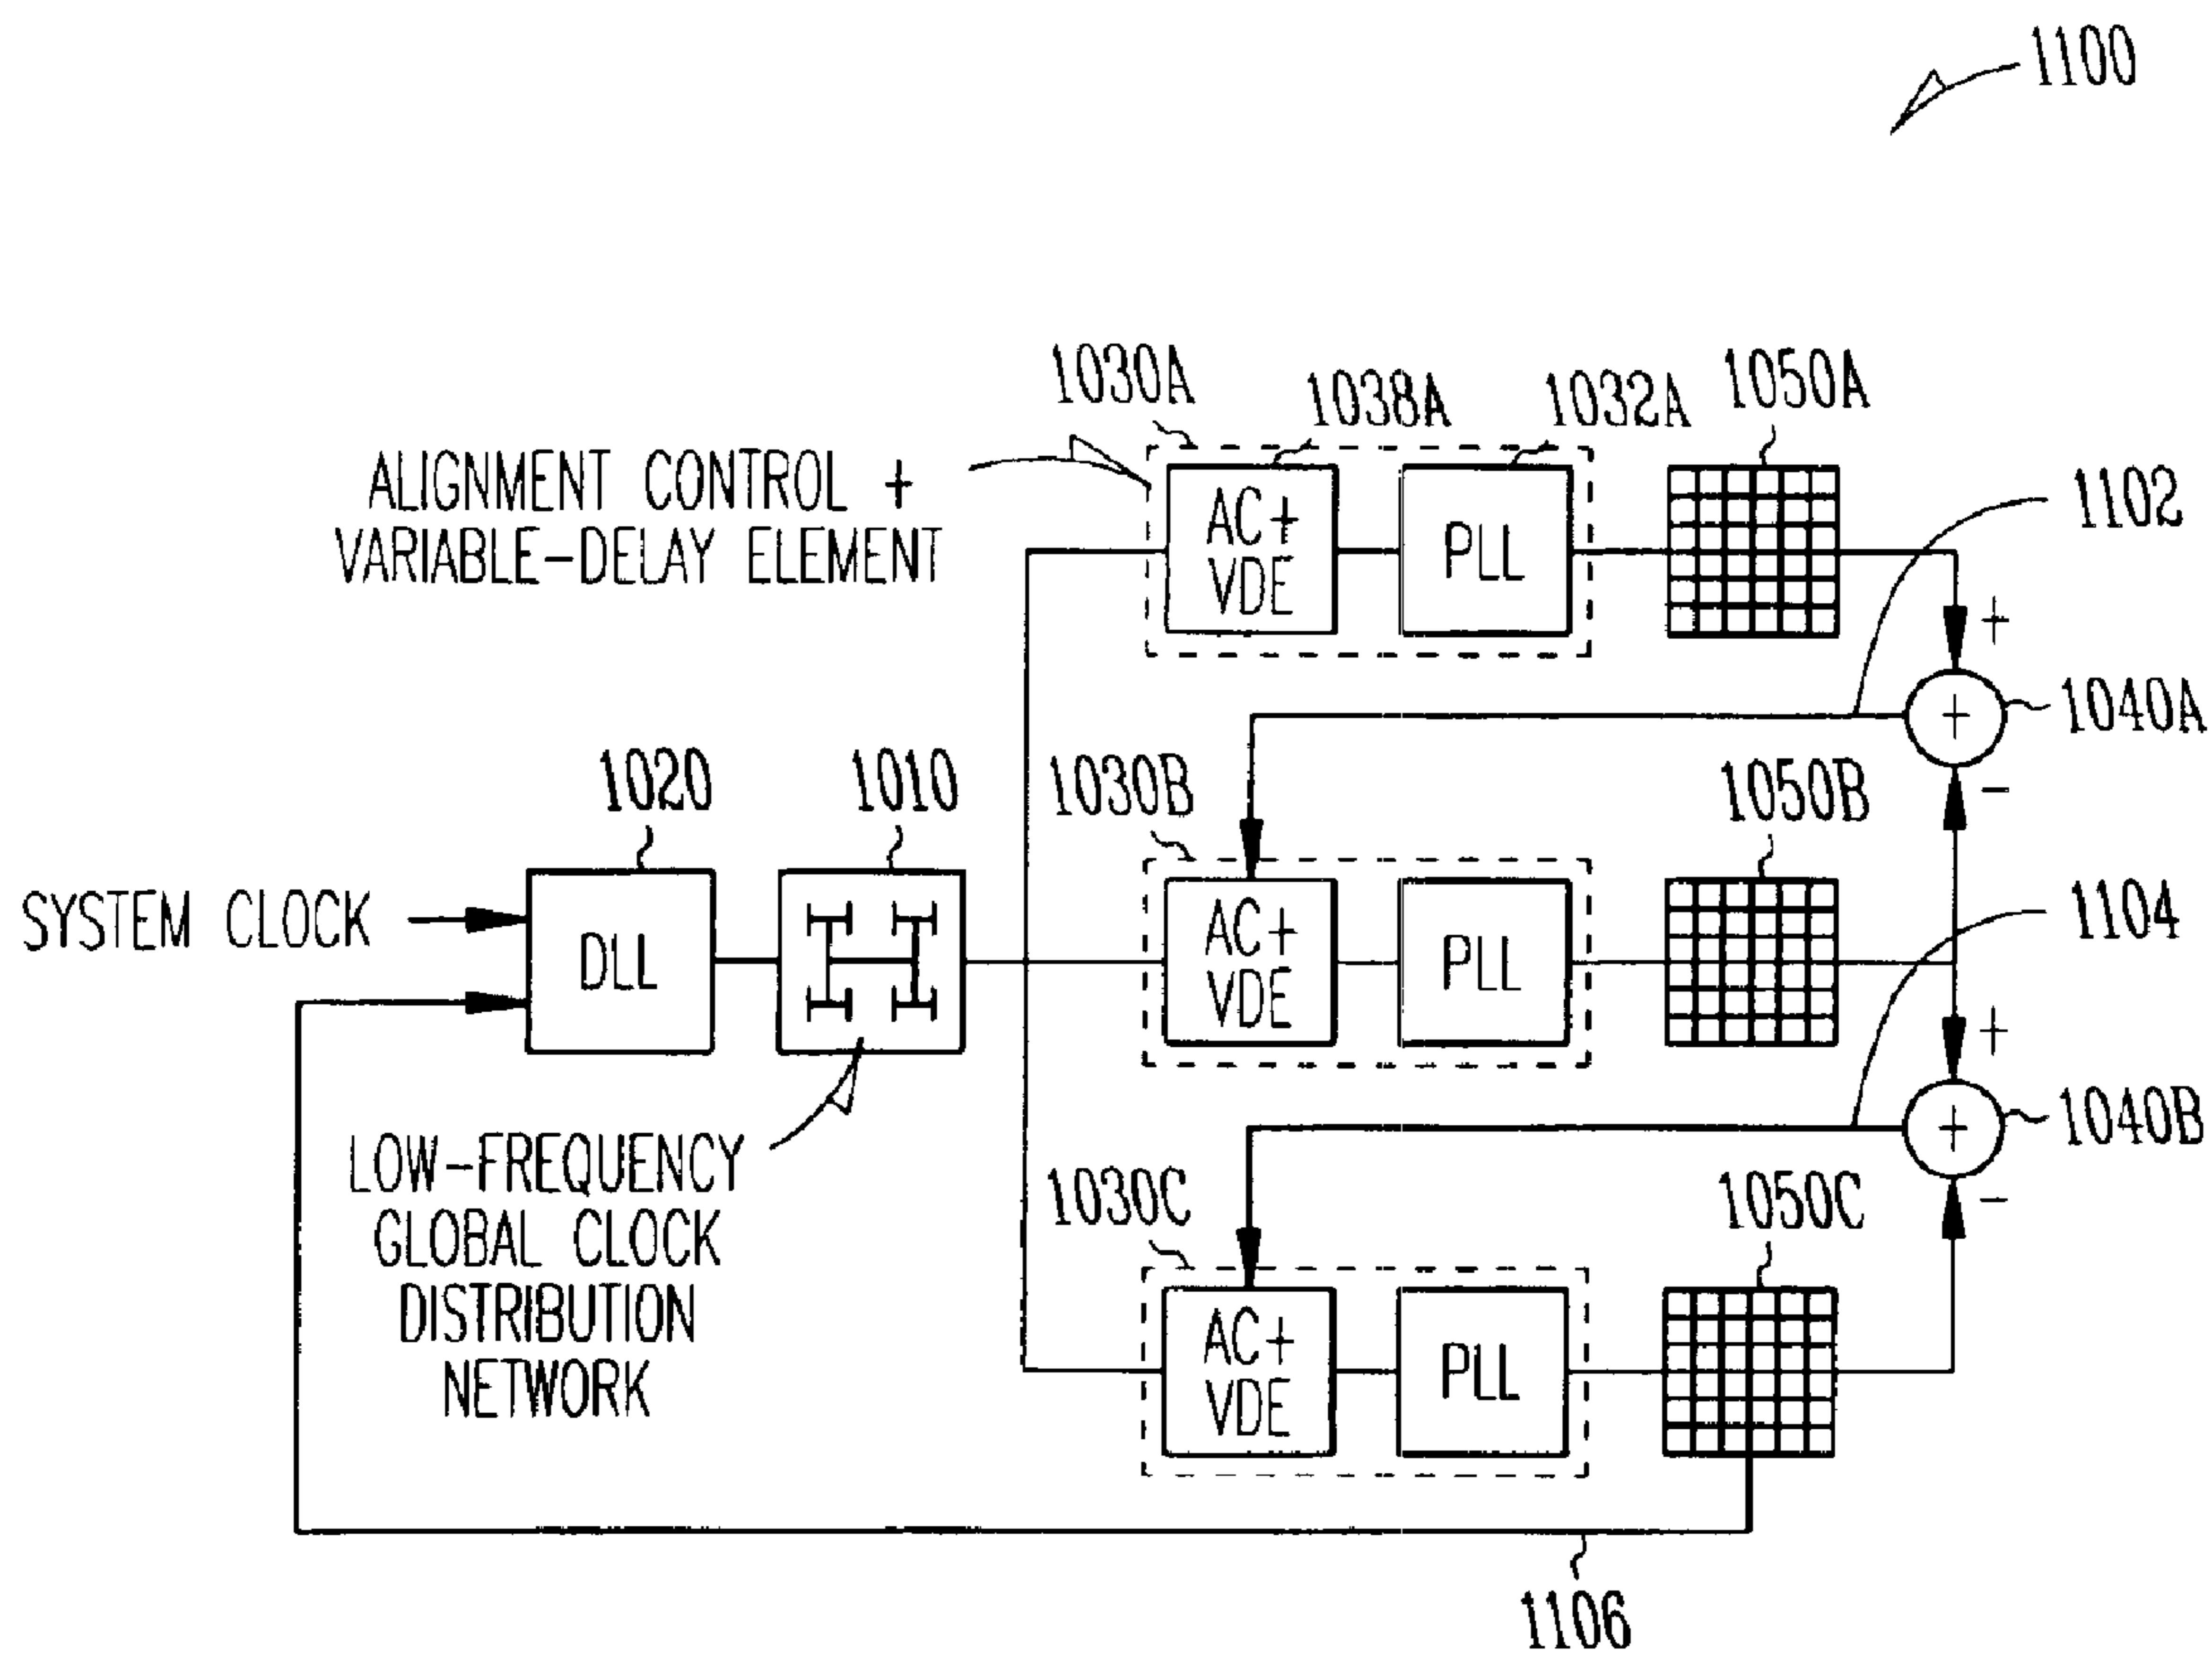 1100
1030A
1038A
1032A
1050A
ALIGNMENT CONTROL +
VARIABLE-DELAY ELEMENT
AC+
VDE
PLL
1102
+
+
1040A
-
1020
1010
1030B
1050B
SYSTEM CLOCK
DLL
AC+
VDE
PLL
1104
+
+
1040B
-
LOW-FREQUENCY
GLOBAL CLOCK
DISTRIBUTION
NETWORK
1030C
1050C
AC+
VDE
PLL
1106